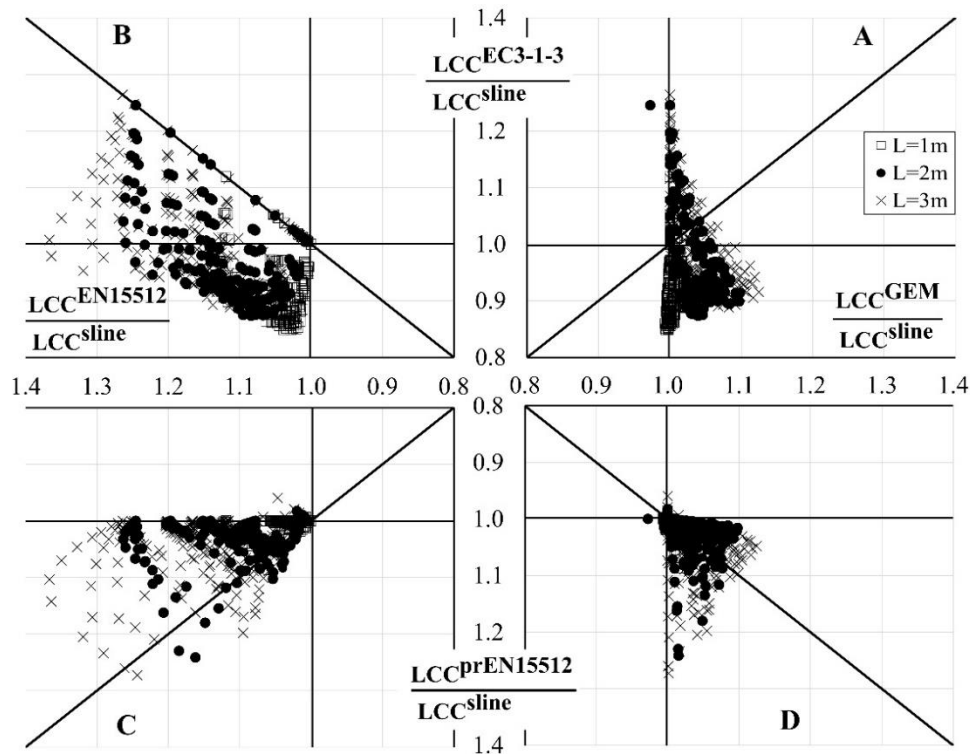 B
A
1.4
LCC^EC3-1-3
LCC^sline
1.3
1.2
1.1
1.0
0.9
0.8
L=1m
L=2m
L=3m
LCC^EN15512
LCC^sline
LCC^GEM
LCC^sline
1.4 1.3 1.2 1.1 1.0 0.9 0.8
0.8 0.9 1.0 1.1 1.2 1.3 1.4
0.8
0.9
1.0
1.1
1.2
LCC^prEN15512
LCC^sline
1.4
C
D